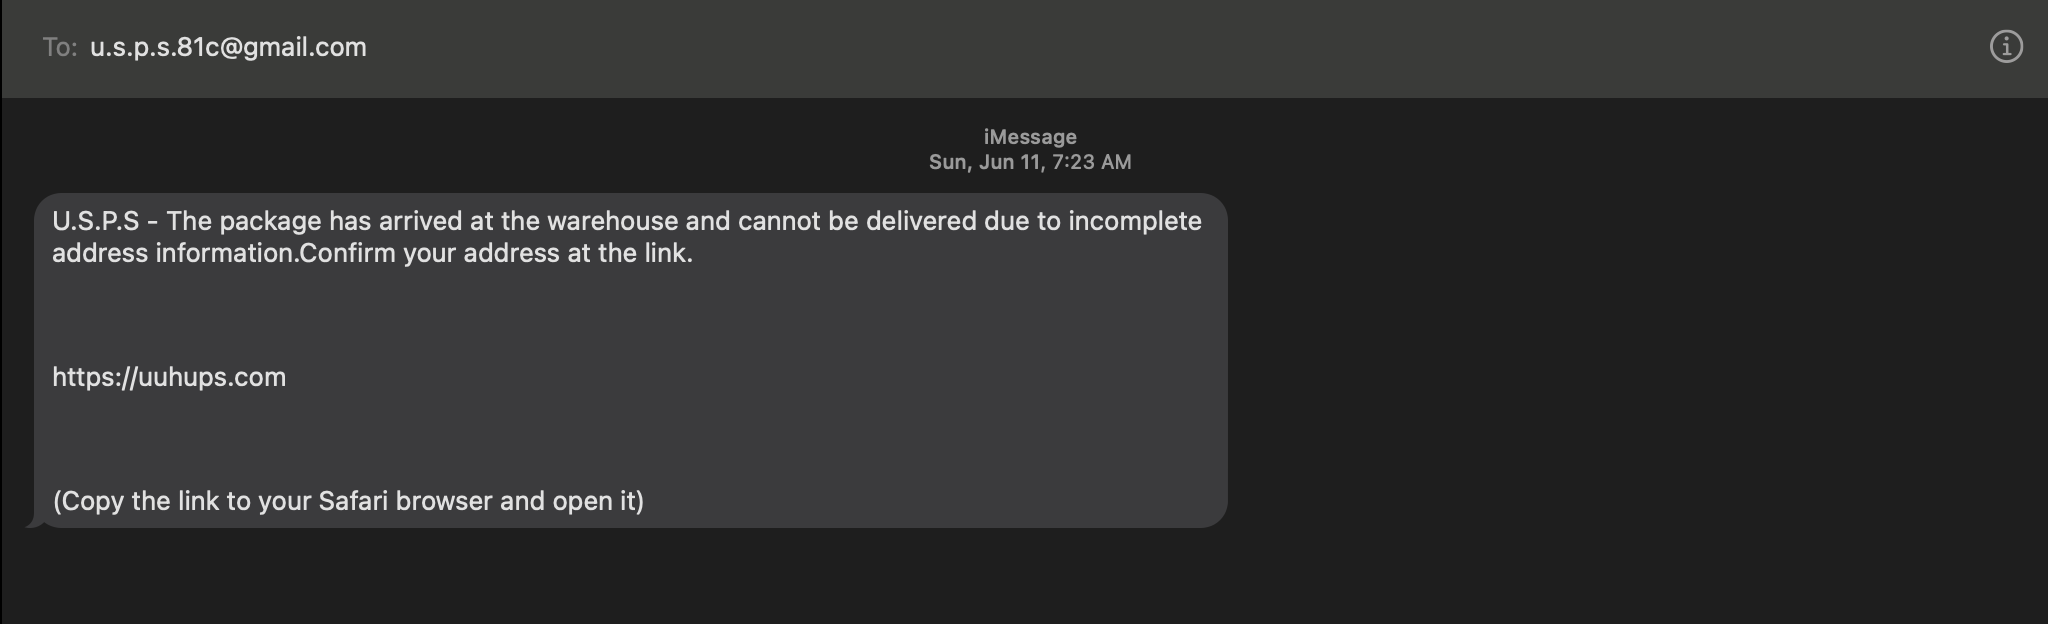 To: u.s.p.s.81c@gmail.com
iMessage
Sun, Jun 11, 7:23 AM
U.S.P.S - The package has arrived at the warehouse and cannot be delivered due to incomplete
address information.Confirm your address at the link.
https://uuhups.com
(Copy the link to your Safari browser and open it)